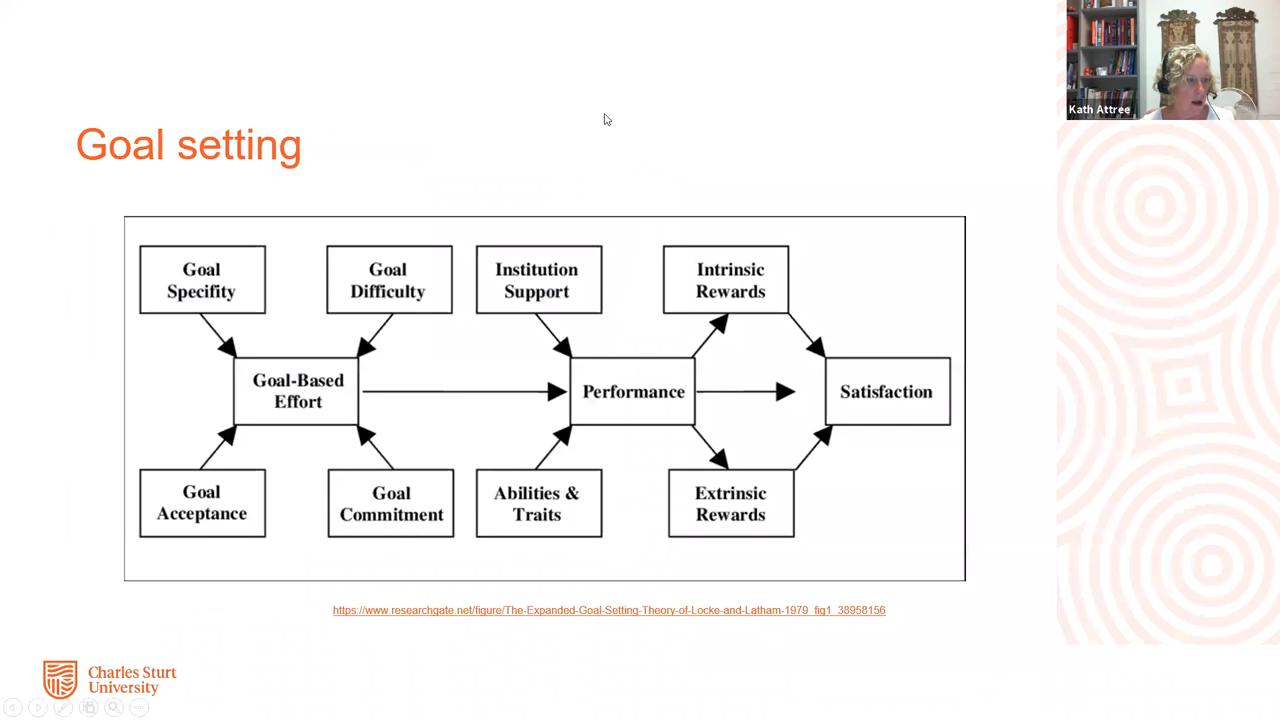 Kath Attree
Goal setting
Goal
Specifity
Goal
Difficulty
Institution
Support
Intrinsic
Rewards
Goal-Based
Effort
Performance
Satisfaction
Goal
Acceptance
Goal
Commitment
Abilities &
Traits
Extrinsic
Rewards
https://www.researchgate.net/figure/The-Expanded-Goal-Setting-Theory-of-Locke-and-Latham-1979_fig1_38958156
Charles Sturt
University